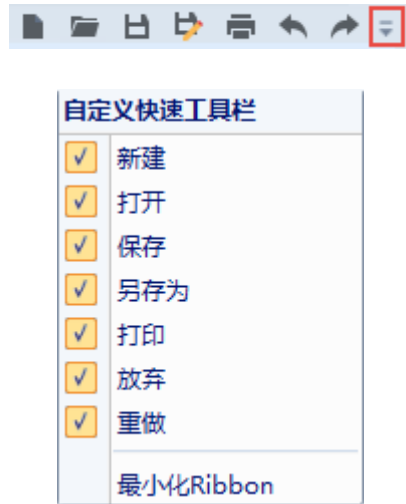 自定义快速工具栏
新建
打开
保存
另存为
打印
放弃
重做
最小化Ribbon